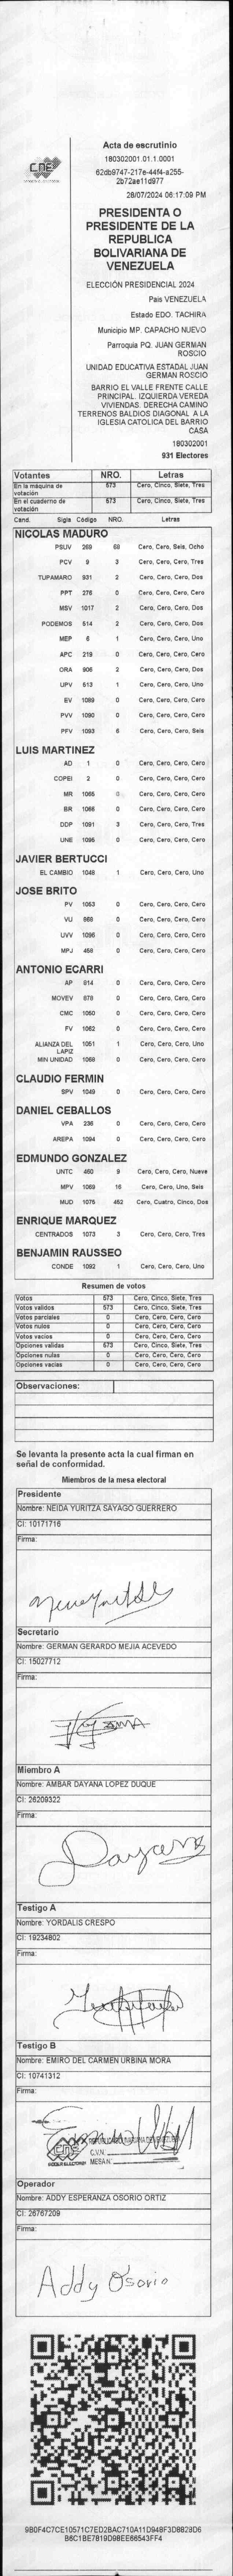 CNE
Acta de escrutinio
180302001.01.1.0001
62db9747-217e-44f4-a255-
2b72ae11d977
28/07/2024 06:17:09 PM
PRESIDENTA O
PRESIDENTE DE LA
REPUBLICA
BOLIVARIANA DE
VENEZUELA
ELECCIÓN PRESIDENCIAL 2024
Pais VENEZUELA
Estado EDO. TACHIRA
Municipio MP. CAPACHO NUEVO
Parroquia PQ. JUAN GERMAN
ROSCIO
UNIDAD EDUCATIVA ESTADAL JUAN
GERMAN ROSCIO
BARRIO EL VALLE FRENTE CALLE
PRINCIPAL. IZQUIERDA VEREDA
VIVIENDAS. DERECHA CAMINO
TERRENOS BALDIOS DIAGONAL A LA
IGLESIA CATOLICA DEL BARRIO
CASA
180302001
931 Electores
Votantes NRO. Letras
En la máquina de votación 573 Cero, Cinco, Siete, Tres
En el cuaderno de votación 573 Cero, Cinco, Siete, Tres
Cand. Sigla Código NRO. Letras
NICOLAS MADURO
PSUV 269 68 Cero, Cero, Seis, Ocho
PCV 9 3 Cero, Cero, Cero, Tres
TUPAMARO 931 2 Cero, Cero, Cero, Dos
PPT 276 0 Cero, Cero, Cero, Cero
MSV 1017 2 Cero, Cero, Cero, Dos
PODEMOS 514 2 Cero, Cero, Cero, Dos
MEP 6 1 Cero, Cero, Cero, Uno
APC 219 0 Cero, Cero, Cero, Cero
ORA 906 2 Cero, Cero, Cero, Dos
UPV 613 1 Cero, Cero, Cero, Uno
EV 1089 0 Cero, Cero, Cero, Cero
PVV 1090 0 Cero, Cero, Cero, Cero
PFV 1093 6 Cero, Cero, Cero, Seis
LUIS MARTINEZ
AD 1 0 Cero, Cero, Cero, Cero
COPEI 2 0 Cero, Cero, Cero, Cero
MR 1065 0 Cero, Cero, Cero, Cero
BR 1066 0 Cero, Cero, Cero, Cero
DDP 1091 3 Cero, Cero, Cero, Tres
UNE 1095 0 Cero, Cero, Cero, Cero
JAVIER BERTUCCI
EL CAMBIO 1048 1 Cero, Cero, Cero, Uno
JOSE BRITO
PV 1053 0 Cero, Cero, Cero, Cero
VU 968 0 Cero, Cero, Cero, Cero
UVV 1096 0 Cero, Cero, Cero, Cero
MPJ 458 0 Cero, Cero, Cero, Cero
ANTONIO ECARRI
AP 814 0 Cero, Cero, Cero, Cero
MOVEV 678 0 Cero, Cero, Cero, Cero
CMC 1050 0 Cero, Cero, Cero, Cero
FV 1062 0 Cero, Cero, Cero, Cero
ALIANZA DEL LAPIZ 1051 1 Cero, Cero, Cero, Uno
MIN UNIDAD 1068 0 Cero, Cero, Cero, Cero
CLAUDIO FERMIN
SPV 1049 0 Cero, Cero, Cero, Cero
DANIEL CEBALLOS
VPA 236 0 Cero, Cero, Cero, Cero
AREPA 1094 0 Cero, Cero, Cero, Cero
EDMUNDO GONZALEZ
UNTC 460 9 Cero, Cero, Cero, Nueve
MPV 1069 16 Cero, Cero, Uno, Seis
MUD 1075 452 Cero, Cuatro, Cinco, Dos
ENRIQUE MARQUEZ
CENTRADOS 1073 3 Cero, Cero, Cero, Tres
BENJAMIN RAUSSEO
CONDE 1092 1 Cero, Cero, Cero, Uno
Resumen de votos
Votos 573 Cero, Cinco, Siete, Tres
Votos validos 573 Cero, Cinco, Siete, Tres
Votos parciales 0 Cero, Cero, Cero, Cero
Votos nulos 0 Cero, Cero, Cero, Cero
Votos vacios 0 Cero, Cero, Cero, Cero
Opciones validas 573 Cero, Cinco, Siete, Tres
Opciones nulas 0 Cero, Cero, Cero, Cero
Opciones vacias 0 Cero, Cero, Cero, Cero
Observaciones:
Se levanta la presente acta la cual firman en
señal de conformidad.
Miembros de la mesa electoral
Presidente
Nombre: NEIDA YURITZA SAYAGO GUERRERO
CI: 10171716
Firma:
Secretario
Nombre: GERMAN GERARDO MEJIA ACEVEDO
CI: 15027712
Firma:
Miembro A
Nombre: AMBAR DAYANA LOPEZ DUQUE
CI: 26209322
Firma:
Dayana
Testigo A
Nombre: YORDALIS CRESPO
CI: 19234802
Firma:
Testigo B
Nombre: EMIRO DEL CARMEN URBINA MORA
CI: 10741312
Firma:
CNE
PODER ELECTORAL
C.V.N.
MESA N°
Operador
Nombre: ADDY ESPERANZA OSORIO ORTIZ
CI: 26767209
Firma:
Addy Osorio
9B0F4C7CE10571C7ED2BAC710A11D948F3D8829D6
B6C1BE7819D98EE66543FF4